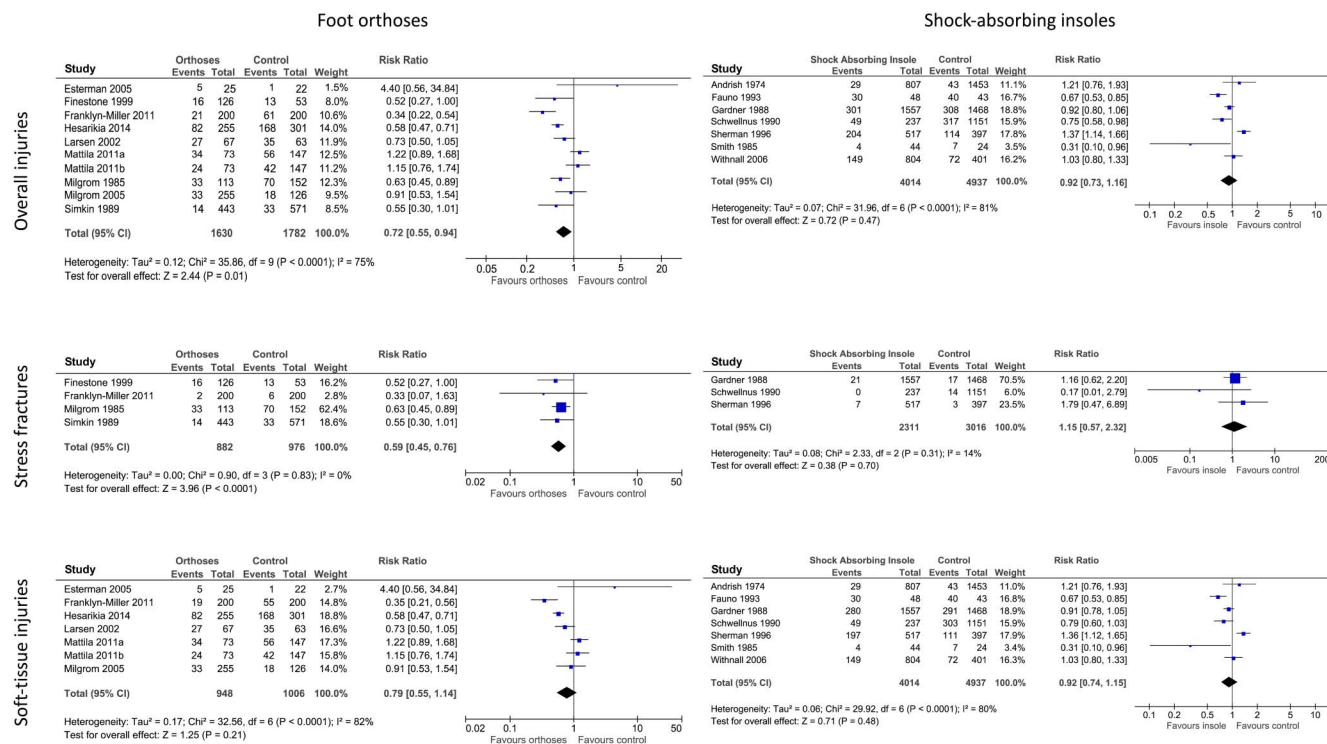 Foot orthoses
Shock-absorbing insoles
Overall injuries
Orthoses Control Risk Ratio
Study Events Total Events Total Weight
Esterman 2005 5 25 1 22 1.5% 4.40 [0.56, 34.84]
Finestone 1999 16 126 13 53 8.0% 0.52 [0.27, 1.00]
Franklyn-Miller 2011 21 200 61 200 10.6% 0.34 [0.22, 0.54]
Hesarikia 2014 82 255 168 301 14.0% 0.58 [0.47, 0.71]
Larsen 2002 27 67 35 63 11.9% 0.73 [0.50, 1.05]
Mattila 2011a 34 73 56 147 12.5% 1.22 [0.89, 1.68]
Mattila 2011b 24 73 42 147 11.2% 1.15 [0.76, 1.74]
Milgrom 1985 33 113 70 152 12.3% 0.63 [0.45, 0.89]
Milgrom 2005 33 255 18 126 9.5% 0.91 [0.53, 1.54]
Simkin 1989 14 443 33 571 8.5% 0.55 [0.30, 1.01]
Total (95% CI) 1630 1782 100.0% 0.72 [0.55, 0.94]
Heterogeneity: Tau² = 0.12; Chi² = 35.86, df = 9 (P < 0.0001); I² = 75%
Test for overall effect: Z = 2.44 (P = 0.01)
0.05 0.2 1 5 20
Favours orthoses Favours control
Shock Absorbing Insole Control Risk Ratio
Study Events Total Events Total Weight
Andrish 1974 29 807 43 1453 11.1% 1.21 [0.76, 1.93]
Fauno 1993 30 48 40 43 16.7% 0.67 [0.53, 0.85]
Gardner 1988 301 1557 308 1468 18.8% 0.92 [0.80, 1.06]
Schwellnus 1990 49 237 317 1151 15.9% 0.75 [0.58, 0.98]
Sherman 1996 204 517 114 397 17.8% 1.37 [1.14, 1.66]
Smith 1985 4 44 7 24 3.5% 0.31 [0.10, 0.96]
Withnall 2006 149 804 72 401 16.2% 1.03 [0.80, 1.33]
Total (95% CI) 4014 4937 100.0% 0.92 [0.73, 1.16]
Heterogeneity: Tau² = 0.07; Chi² = 31.96, df = 6 (P < 0.0001); I² = 81%
Test for overall effect: Z = 0.72 (P = 0.47)
0.1 0.2 0.5 1 2 5 10
Favours insole Favours control
Stress fractures
Orthoses Control Risk Ratio
Study Events Total Events Total Weight
Finestone 1999 16 126 13 53 16.2% 0.52 [0.27, 1.00]
Franklyn-Miller 2011 2 200 6 200 2.8% 0.33 [0.07, 1.63]
Milgrom 1985 33 113 70 152 62.4% 0.63 [0.45, 0.89]
Simkin 1989 14 443 33 571 18.6% 0.55 [0.30, 1.01]
Total (95% CI) 882 976 100.0% 0.59 [0.45, 0.76]
Heterogeneity: Tau² = 0.00; Chi² = 0.90, df = 3 (P = 0.83); I² = 0%
Test for overall effect: Z = 3.96 (P < 0.0001)
0.02 0.1 1 10 50
Favours orthoses Favours control
Shock Absorbing Insole Control Risk Ratio
Study Events Total Events Total Weight
Gardner 1988 21 1557 17 1468 70.5% 1.16 [0.62, 2.20]
Schwellnus 1990 0 237 14 1151 6.0% 0.17 [0.01, 2.79]
Sherman 1996 7 517 3 397 23.5% 1.79 [0.47, 6.89]
Total (95% CI) 2311 3016 100.0% 1.15 [0.57, 2.32]
Heterogeneity: Tau² = 0.08; Chi² = 2.33, df = 2 (P = 0.31); I² = 14%
Test for overall effect: Z = 0.38 (P = 0.70)
0.005 0.1 1 10 200
Favours insole Favours control
Soft-tissue injuries
Orthoses Control Risk Ratio
Study Events Total Events Total Weight
Esterman 2005 5 25 1 22 2.7% 4.40 [0.56, 34.84]
Franklyn-Miller 2011 19 200 55 200 14.8% 0.35 [0.21, 0.56]
Hesarikia 2014 82 255 168 301 18.8% 0.58 [0.47, 0.71]
Larsen 2002 27 67 35 63 16.6% 0.73 [0.50, 1.05]
Mattila 2011a 34 73 56 147 17.3% 1.22 [0.89, 1.68]
Mattila 2011b 24 73 42 147 15.8% 1.15 [0.76, 1.74]
Milgrom 2005 33 255 18 126 14.0% 0.91 [0.53, 1.54]
Total (95% CI) 948 1006 100.0% 0.79 [0.55, 1.14]
Heterogeneity: Tau² = 0.17; Chi² = 32.56, df = 6 (P < 0.0001); I² = 82%
Test for overall effect: Z = 1.25 (P = 0.21)
0.02 0.1 1 10 50
Favours orthoses Favours control
Shock Absorbing Insole Control Risk Ratio
Study Events Total Events Total Weight
Andrish 1974 29 807 43 1453 11.0% 1.21 [0.76, 1.93]
Fauno 1993 30 48 40 43 16.8% 0.67 [0.53, 0.85]
Gardner 1988 280 1557 291 1468 18.9% 0.91 [0.78, 1.05]
Schwellnus 1990 49 237 303 1151 15.9% 0.79 [0.60, 1.03]
Sherman 1996 197 517 111 397 17.8% 1.36 [1.12, 1.65]
Smith 1985 4 44 7 24 3.4% 0.31 [0.10, 0.96]
Withnall 2006 149 804 72 401 16.3% 1.03 [0.80, 1.33]
Total (95% CI) 4014 4937 100.0% 0.92 [0.74, 1.15]
Heterogeneity: Tau² = 0.06; Chi² = 29.92, df = 6 (P < 0.0001); I² = 80%
Test for overall effect: Z = 0.71 (P = 0.48)
0.1 0.2 0.5 1 2 5 10
Favours insole Favours control